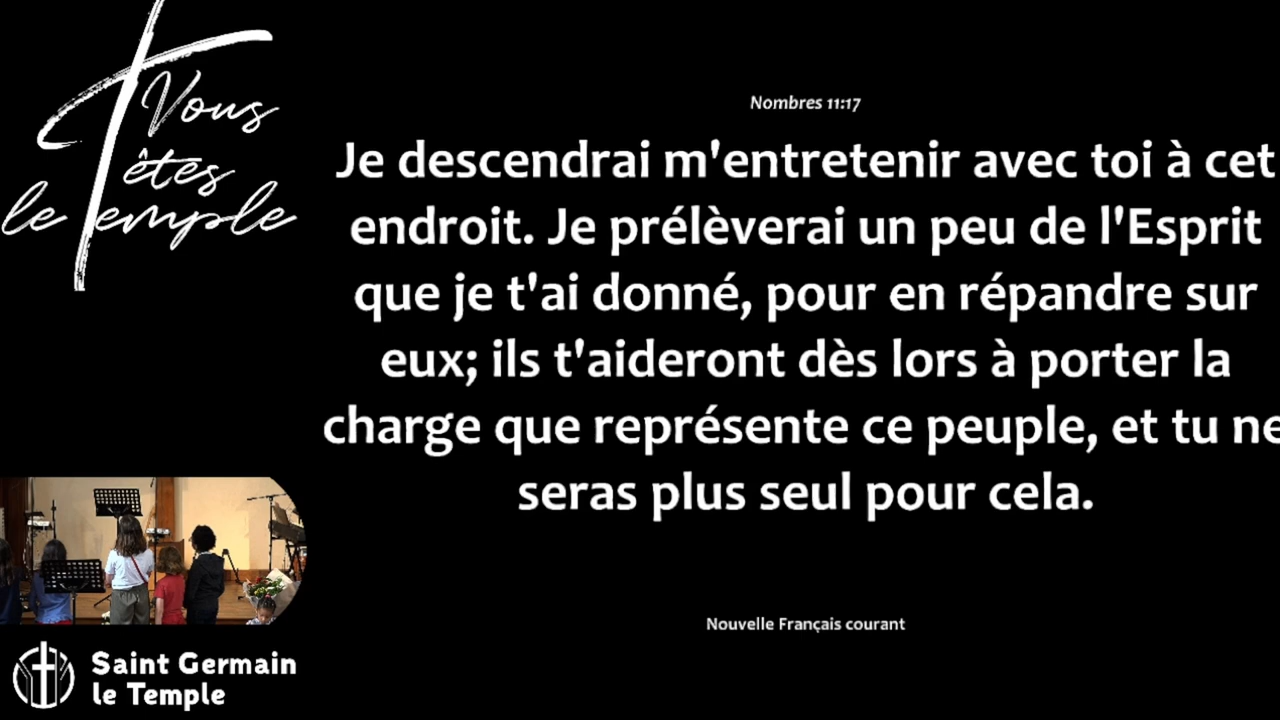 Vous
êtes
le Temple
Nombres 11:17
Je descendrai m'entretenir avec toi à cet
endroit. Je prélèverai un peu de l'Esprit
que je t'ai donné, pour en répandre sur
eux; ils t'aideront dès lors à porter la
charge que représente ce peuple, et tu ne
seras plus seul pour cela.
Nouvelle Français courant
Saint Germain
le Temple